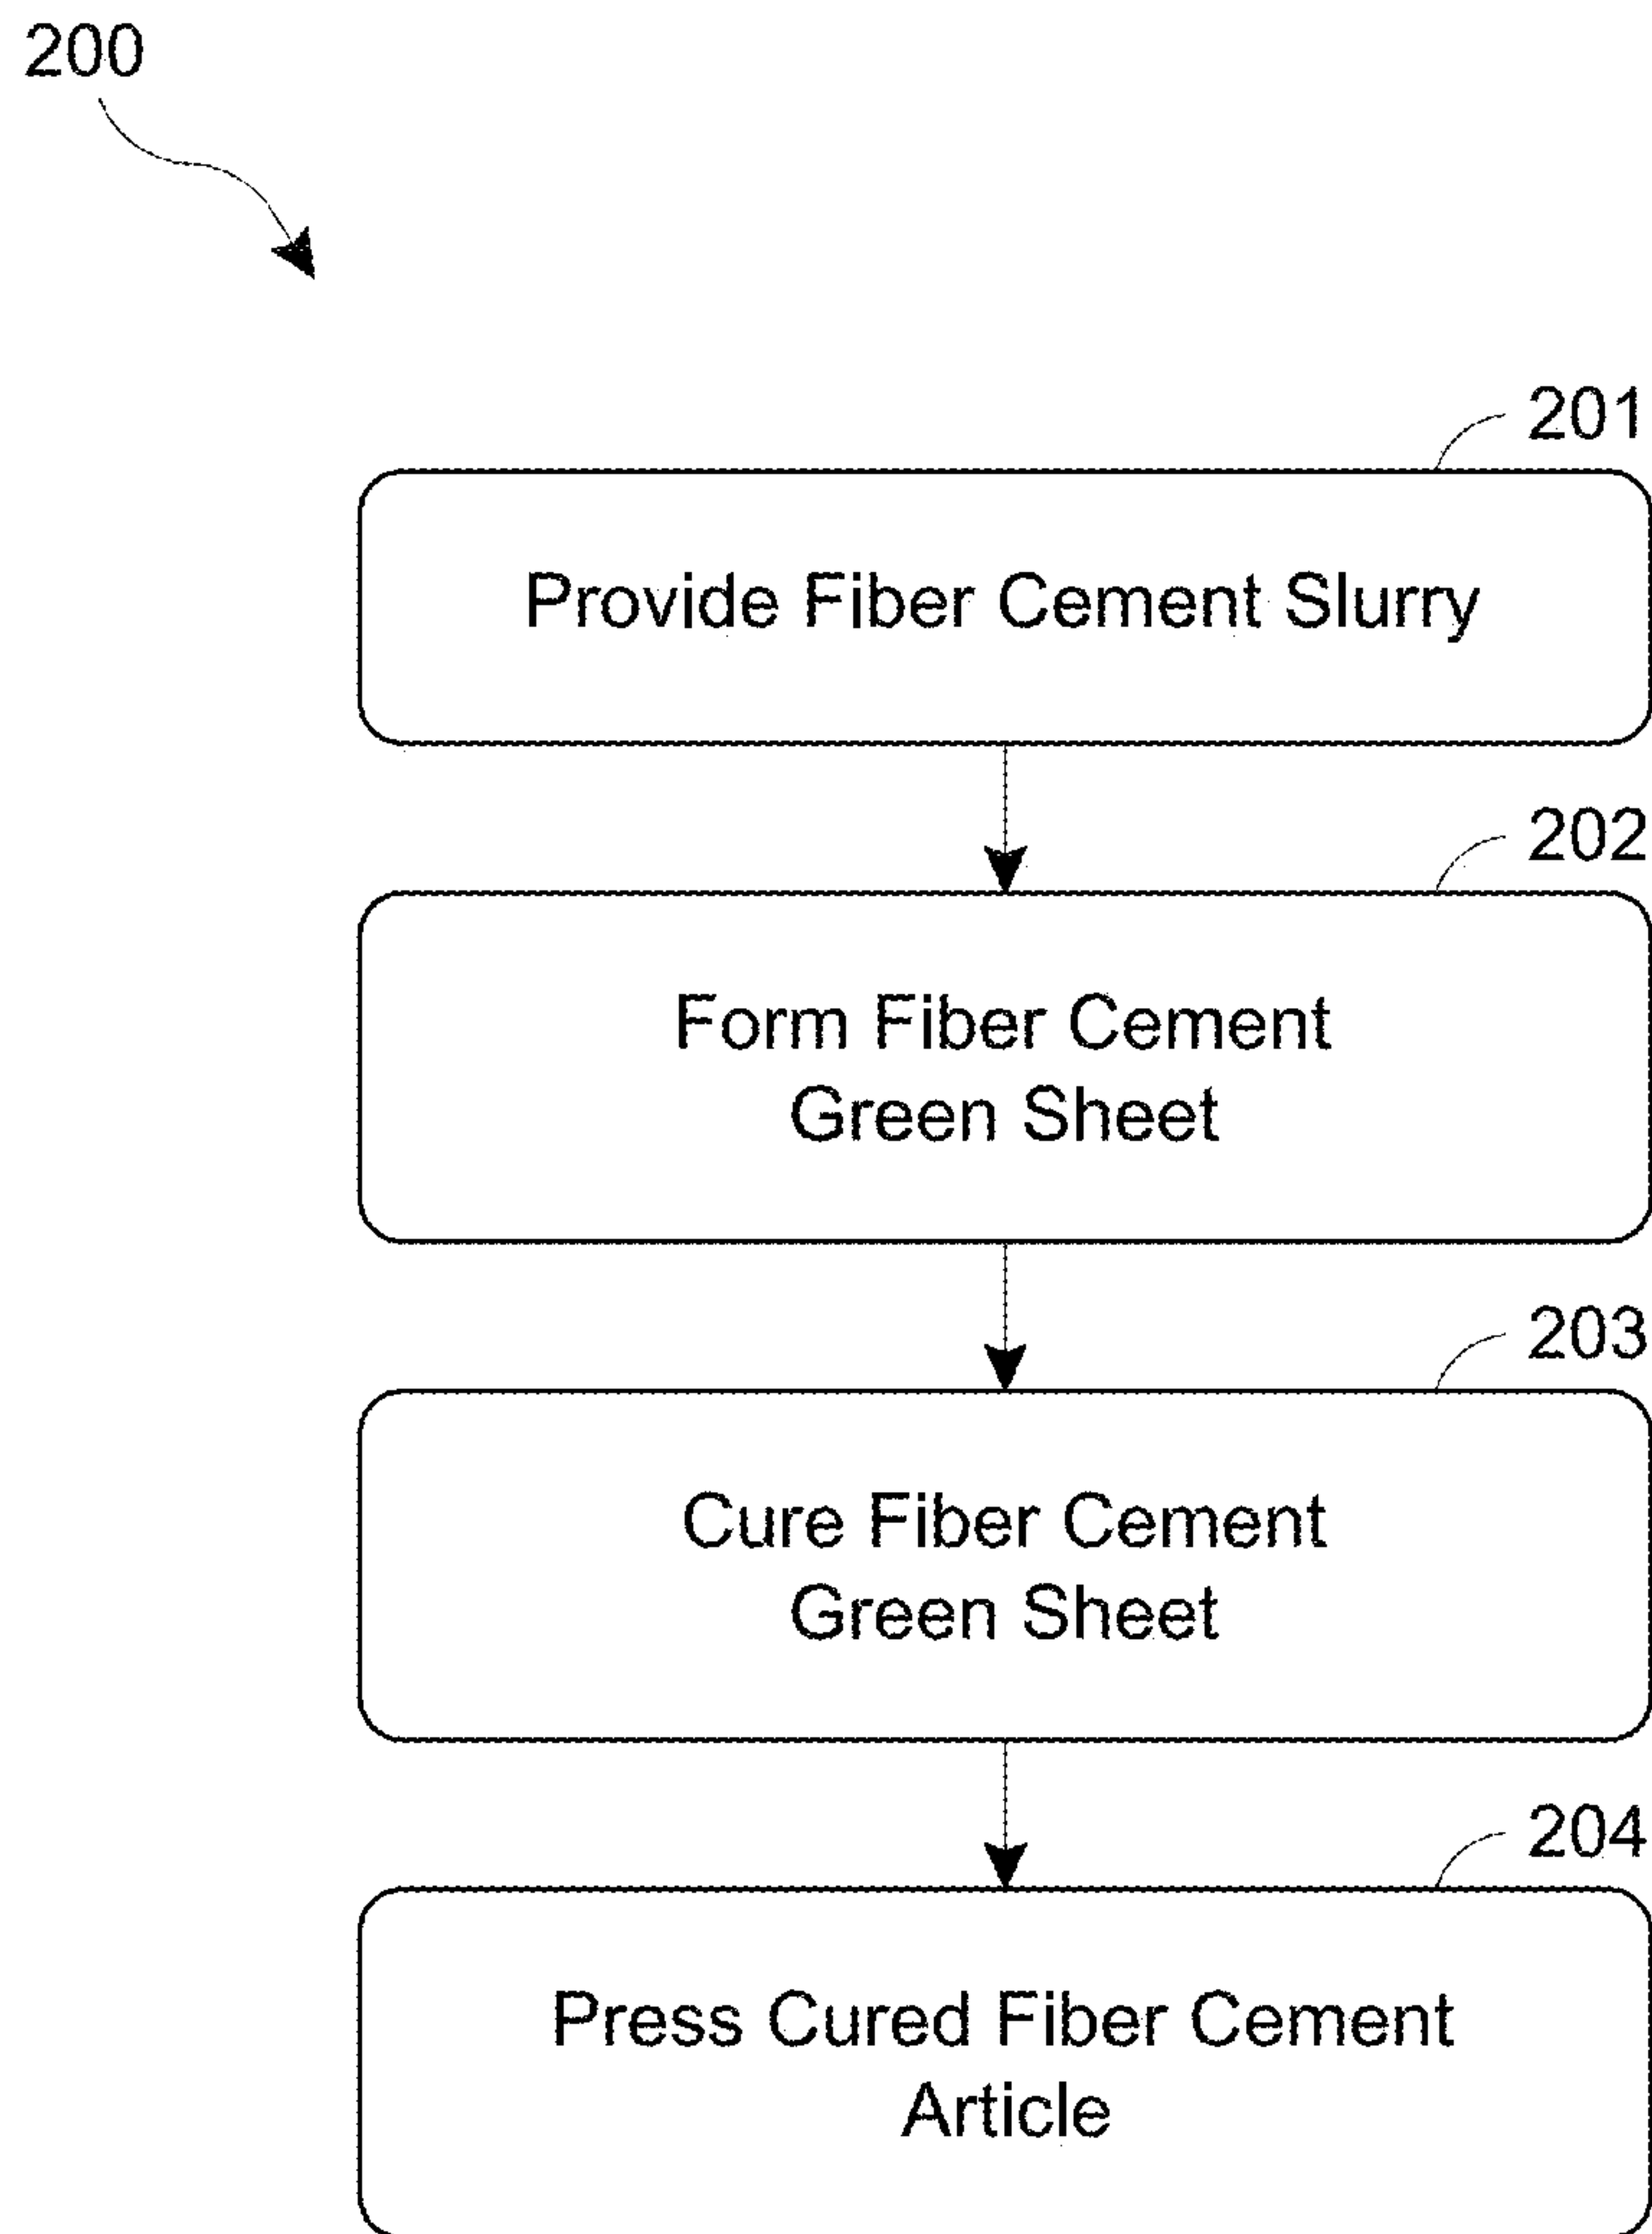 200
201
Provide Fiber Cement Slurry
202
Form Fiber Cement
Green Sheet
203
Cure Fiber Cement
Green Sheet
204
Press Cured Fiber Cement
Article